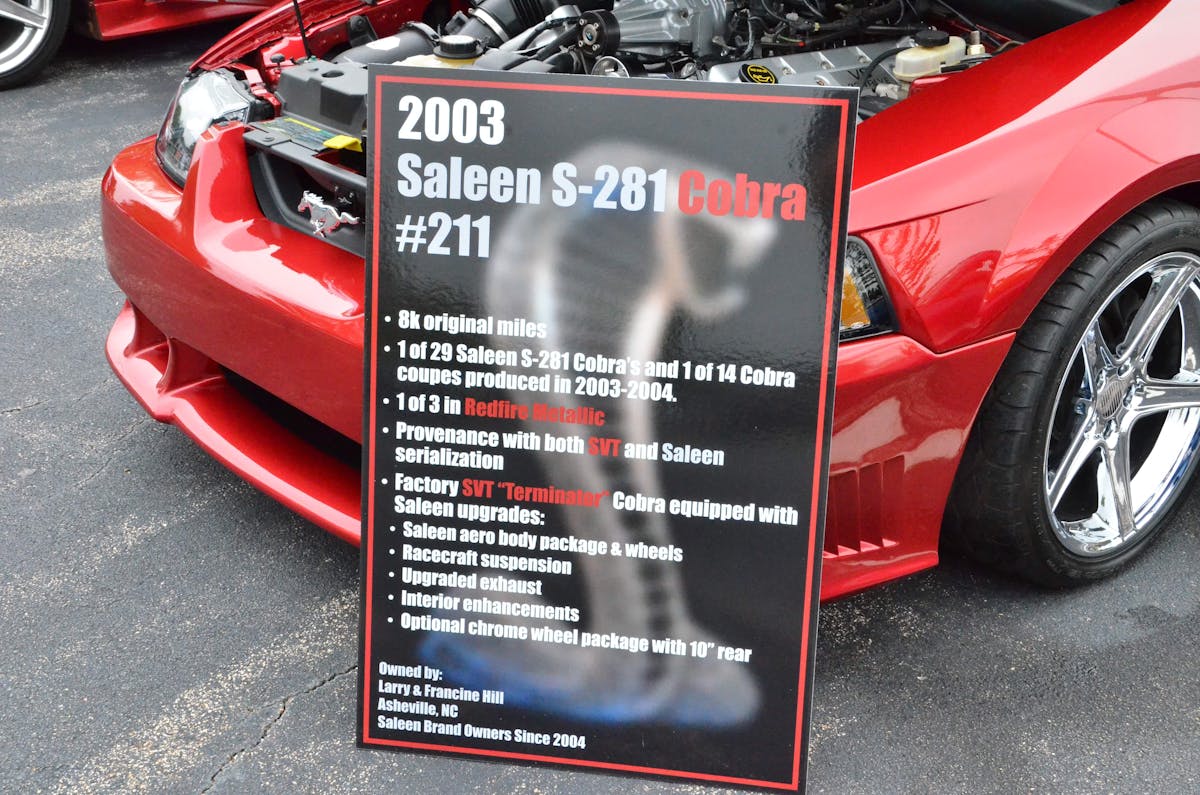 2003
Saleen S-281 Cobra
#211
• 8k original miles
• 1 of 29 Saleen S-281 Cobra's and 1 of 14 Cobra
coupes produced in 2003-2004.
• 1 of 3 in Redfire Metallic
• Provenance with both SVT and Saleen
serialization
• Factory SVT "Terminator" Cobra equipped with
Saleen upgrades:
• Saleen aero body package & wheels
• Racecraft suspension
• Upgraded exhaust
• Interior enhancements
• Optional chrome wheel package with 10" rear
Owned by:
Larry & Francine Hill
Asheville, NC
Saleen Brand Owners Since 2004